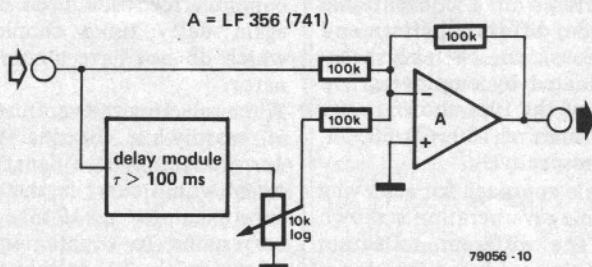 A = LF 356 (741)
100k
100k
100k
A
+
delay module
τ > 100 ms
10k
log
79056 - 10